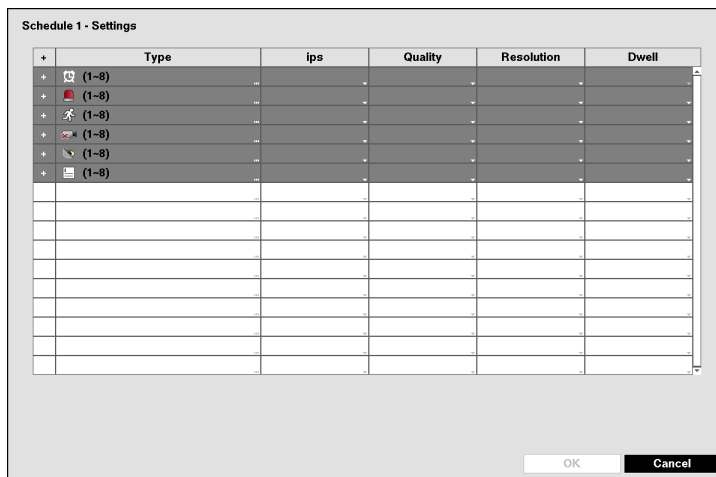 Schedule 1 - Settings
+ Type ips Quality Resolution Dwell
+ (1~8)
+ (1~8)
+ (1~8)
+ (1~8)
+ (1~8)
+ (1~8)
OK Cancel